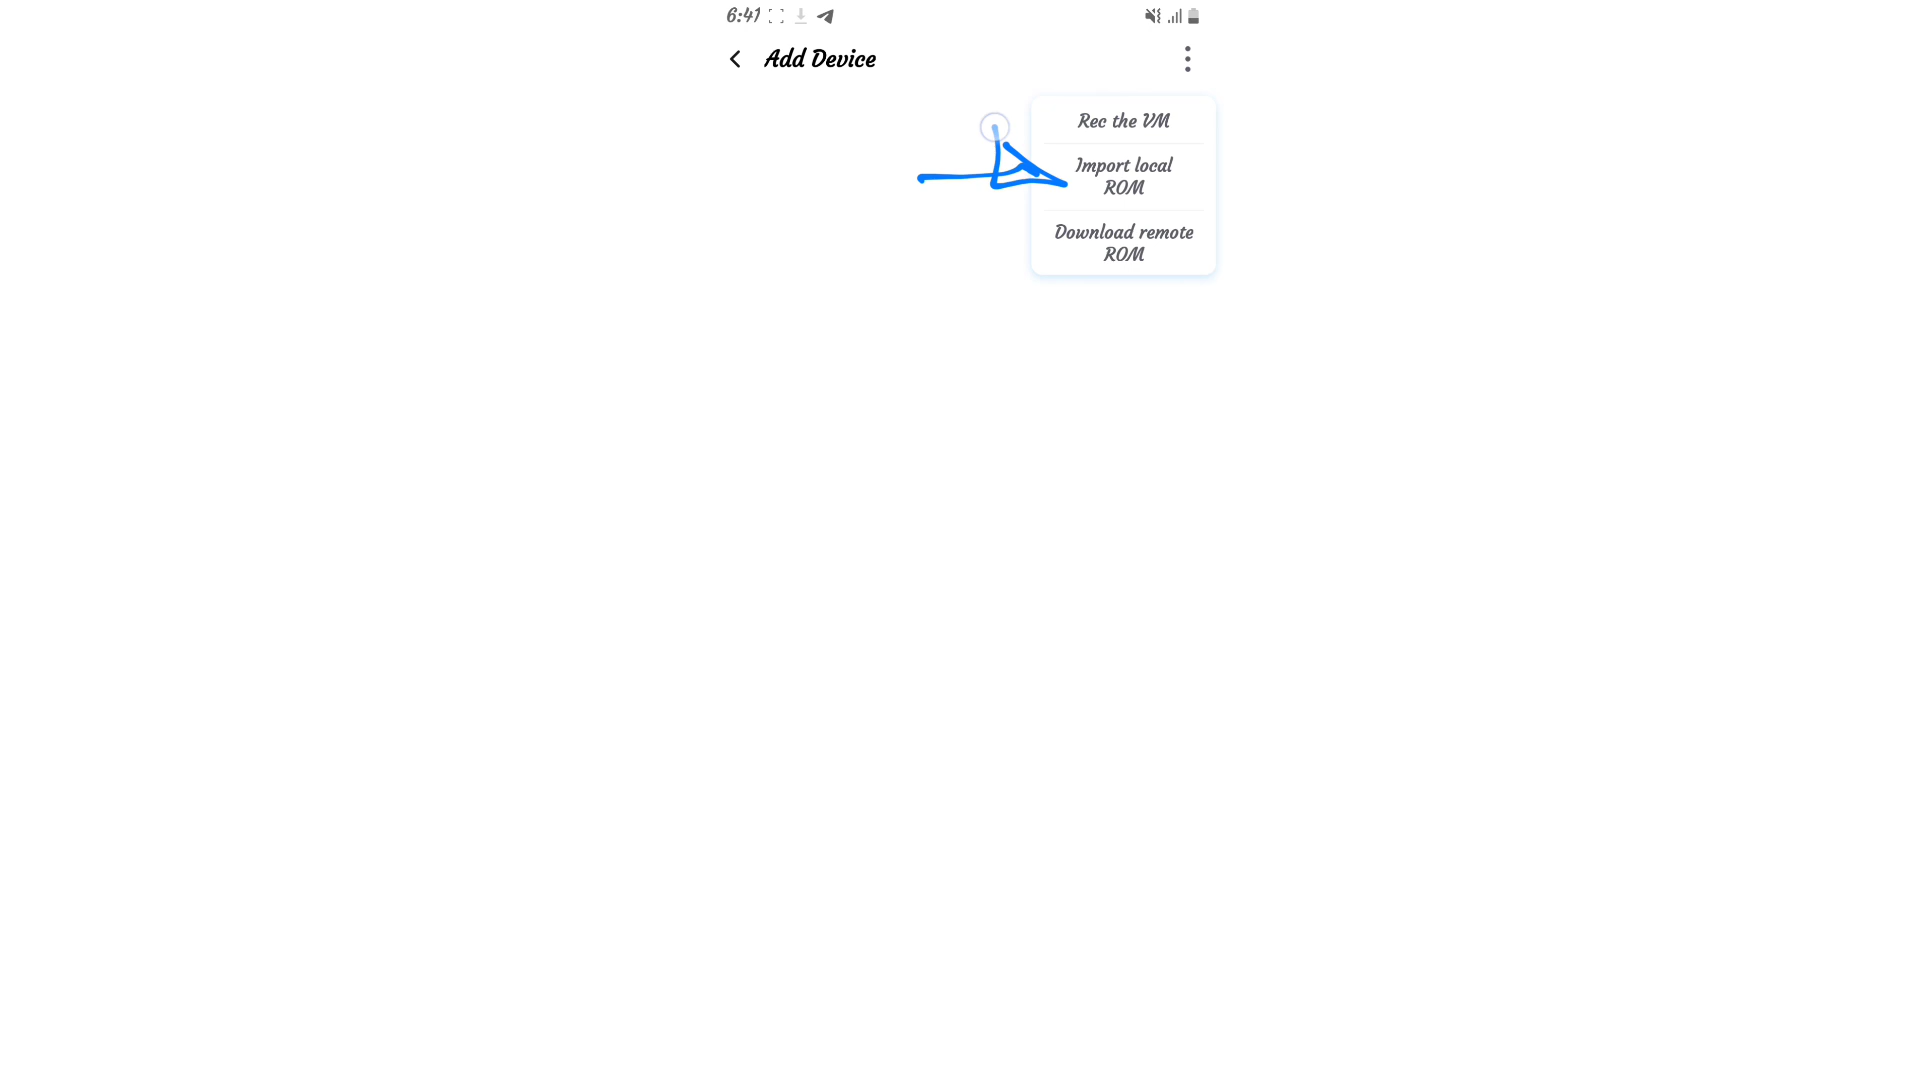 6:41
Add Device
Rec the VM
Import local
ROM
Download remote
ROM